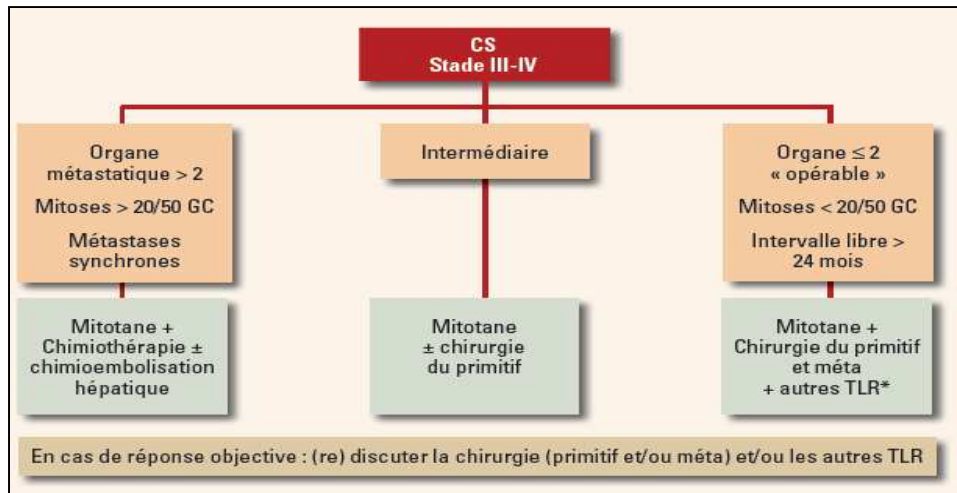 CS
Stade III-IV
Organe
métastatique > 2
Mitoses > 20/50 GC
Métastases
synchrones
Intermédiaire
Organe ≤ 2
« opérable »
Mitoses < 20/50 GC
Intervalle libre >
24 mois
Mitotane +
Chimiothérapie ±
chimioembolisation
hépatique
Mitotane
± chirurgie
du primitif
Mitotane +
Chirurgie du primitif
et méta
+ autres TLR*
En cas de réponse objective : (re) discuter la chirurgie (primitif et/ou méta) et/ou les autres TLR